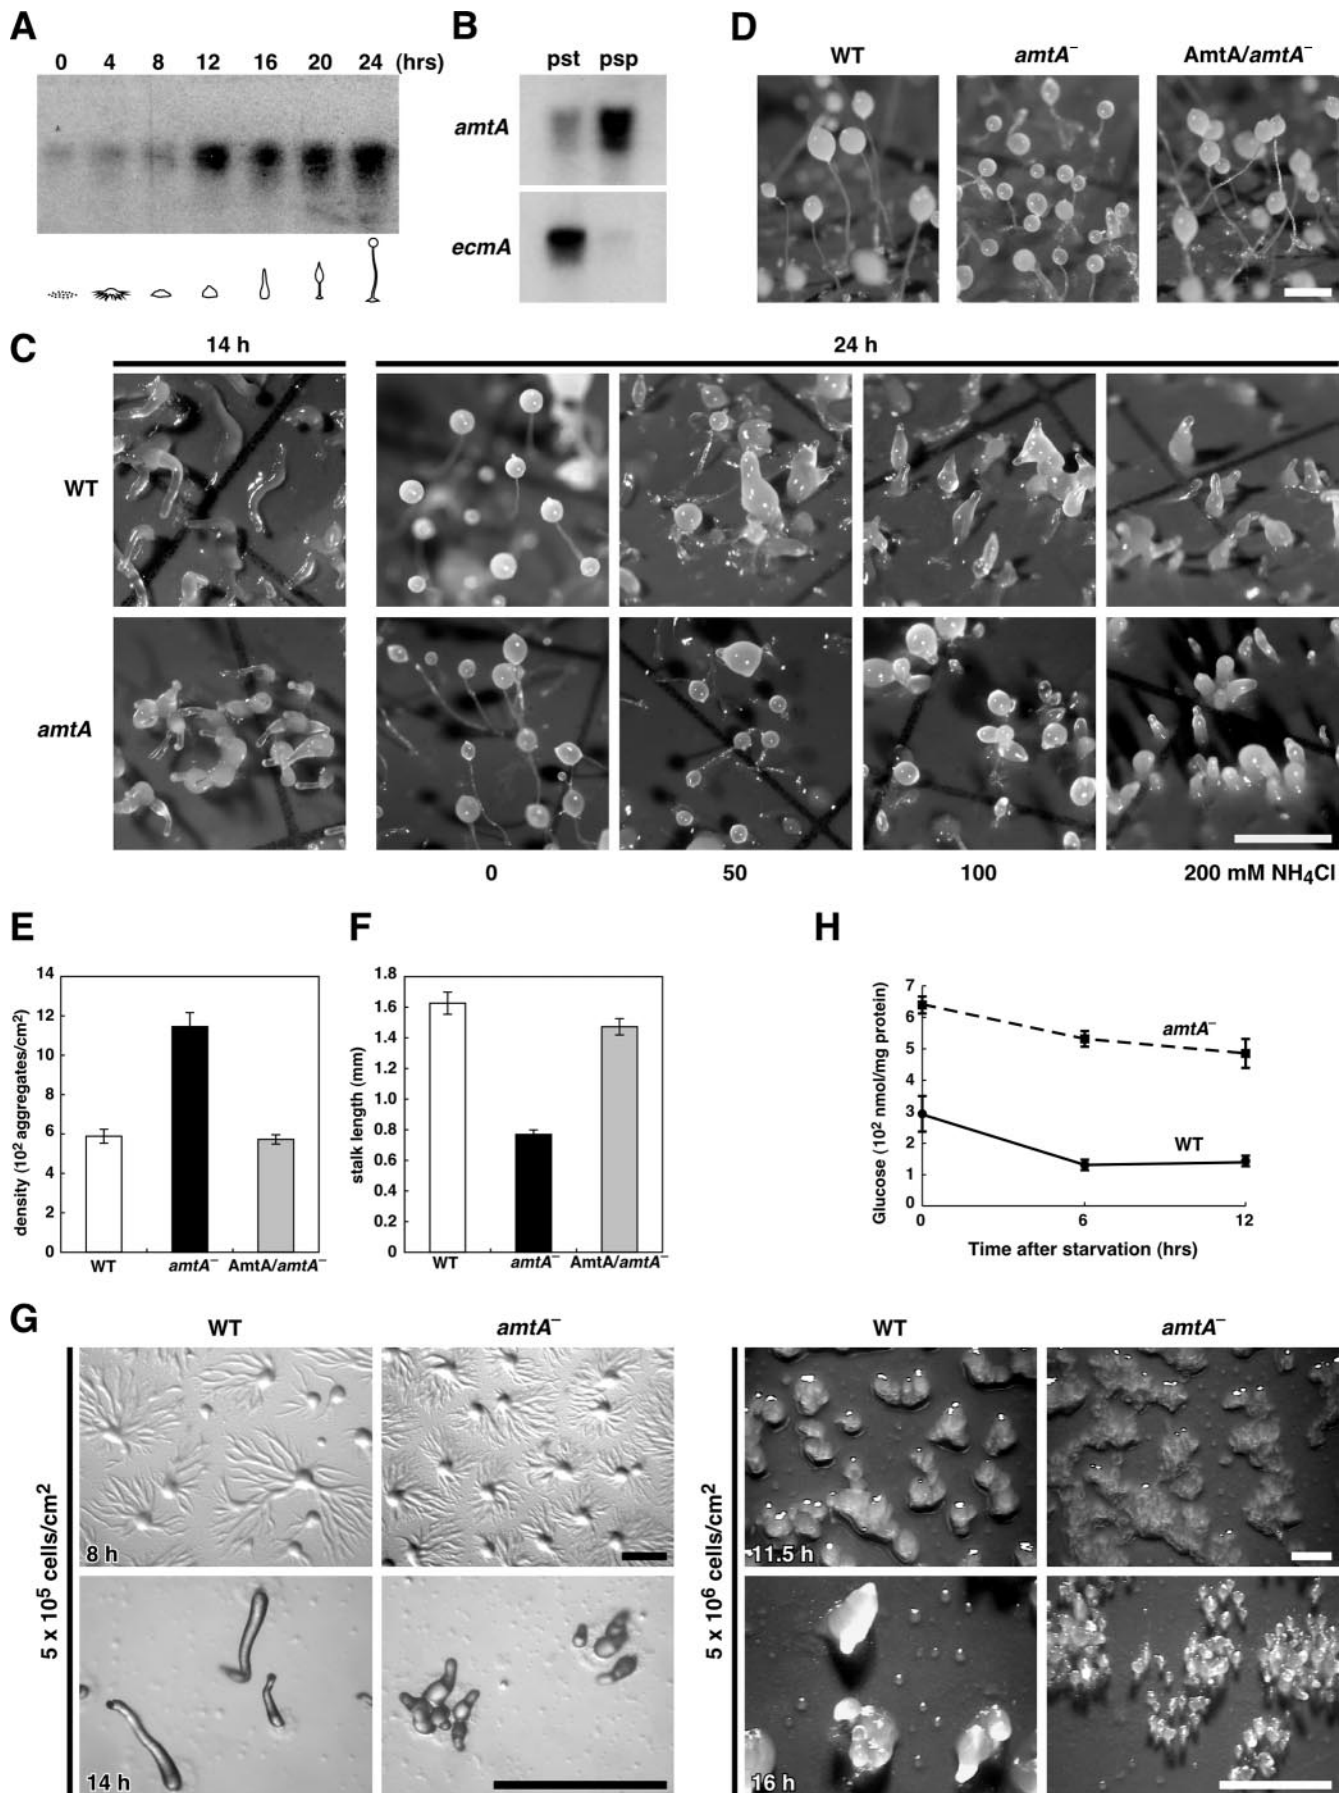 A
0 4 8 12 16 20 24 (hrs)
B
pst psp
amtA
ecmA
D
WT amtA⁻ AmtA/amtA⁻
C
14 h 24 h
WT
amtA
0 50 100 200 mM NH₄Cl
E
density (10² aggregates/cm²)
14
12
10
8
6
4
2
0
WT amtA⁻ AmtA/amtA⁻
F
stalk length (mm)
1.8
1.6
1.4
1.2
1.0
0.8
0.6
0.4
0.2
0
WT amtA⁻ AmtA/amtA⁻
H
Glucose (10² nmol/mg protein)
7
6
5
4
3
2
1
0
amtA⁻
WT
0 6 12
Time after starvation (hrs)
G
WT amtA⁻ WT amtA⁻
5 x 10⁵ cells/cm²
8 h
14 h
5 x 10⁶ cells/cm²
11.5 h
16 h